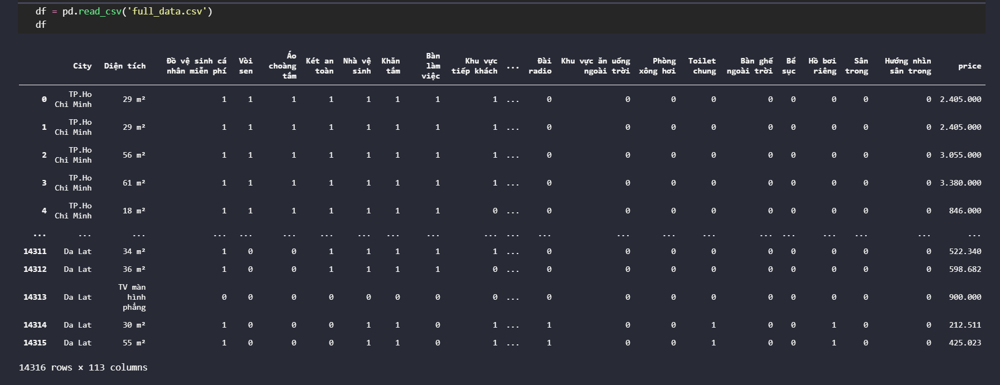 df = pd.read_csv('full_data.csv')
df
City Diện tích Đồ vệ sinh cá nhân miễn phí Vòi sen Áo choàng tắm Két an toàn Nhà vệ sinh Khăn tắm Bàn làm việc Khu vực tiếp khách ... Đài radio Khu vực ăn uống ngoài trời Phòng xông hơi Toilet chung Bàn ghế ngoài trời Bể sục Hồ bơi riêng Sân trong Hướng nhìn sân trong price
0 TP.Ho Chi Minh 29 m² 1 1 1 1 1 1 1 1 ... 0 0 0 0 0 0 0 0 0 2.405.000
1 TP.Ho Chi Minh 29 m² 1 1 1 1 1 1 1 1 ... 0 0 0 0 0 0 0 0 0 2.405.000
2 TP.Ho Chi Minh 56 m² 1 1 1 1 1 1 1 1 ... 0 0 0 0 0 0 0 0 0 3.055.000
3 TP.Ho Chi Minh 61 m² 1 1 1 1 1 1 1 1 ... 0 0 0 0 0 0 0 0 0 3.380.000
4 TP.Ho Chi Minh 18 m² 1 1 1 1 1 1 1 0 ... 0 0 0 0 0 0 0 0 0 846.000
... ... ... ... ... ... ... ... ... ... ... ... ... ... ... ... ... ... ... ... ... ...
14311 Da Lat 34 m² 1 0 0 1 1 1 1 1 ... 0 0 0 0 0 0 0 0 0 522.340
14312 Da Lat 36 m² 1 0 0 1 1 1 1 0 ... 0 0 0 0 0 0 0 0 0 598.682
14313 Da Lat TV màn hình phẳng 0 0 0 0 0 0 0 0 ... 0 0 0 0 0 0 0 0 0 900.000
14314 Da Lat 30 m² 1 0 0 0 1 1 0 1 ... 1 0 0 1 0 0 1 0 0 212.511
14315 Da Lat 55 m² 1 0 0 0 1 1 0 1 ... 1 0 0 1 0 0 1 0 0 425.023
14316 rows × 113 columns